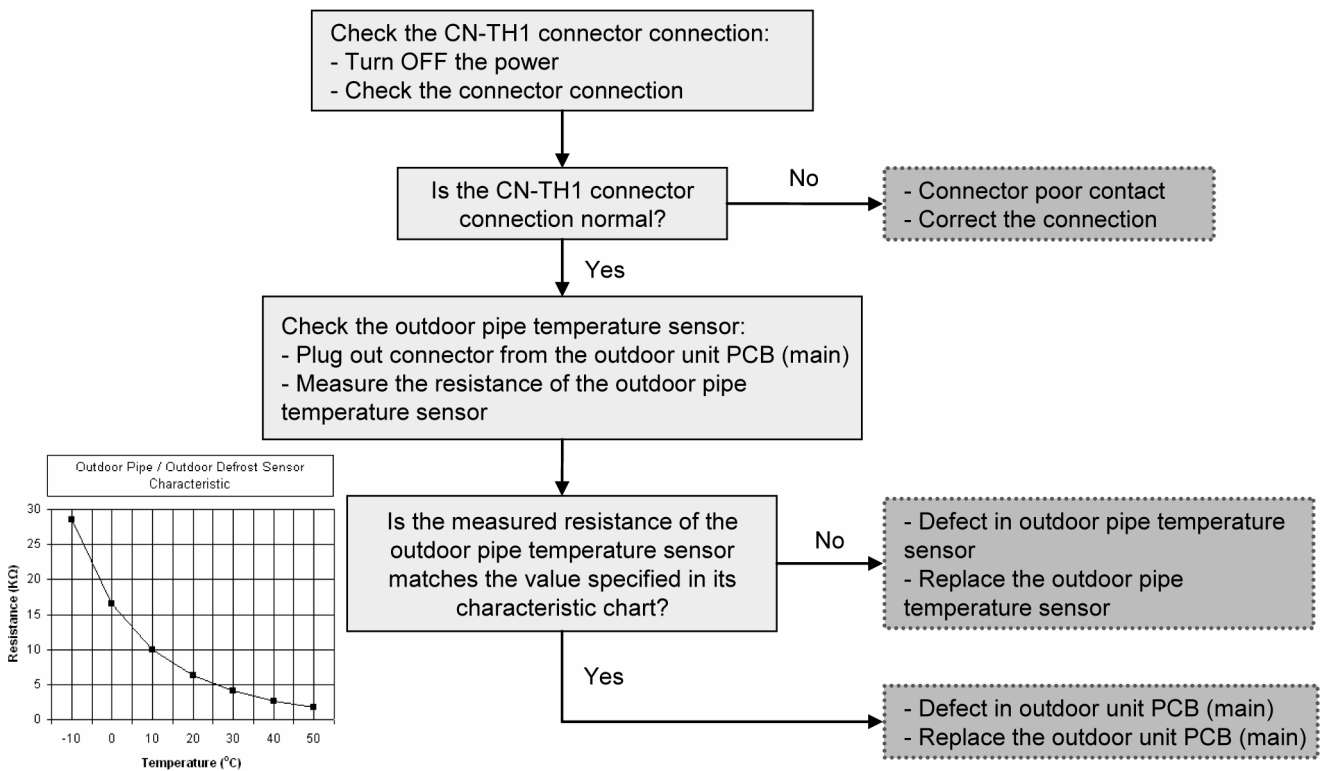 Check the CN-TH1 connector connection:
- Turn OFF the power
- Check the connector connection
Is the CN-TH1 connector
connection normal?
No
- Connector poor contact
- Correct the connection
Yes
Check the outdoor pipe temperature sensor:
- Plug out connector from the outdoor unit PCB (main)
- Measure the resistance of the outdoor pipe
temperature sensor
Outdoor Pipe / Outdoor Defrost Sensor
Characteristic
Resistance (KΩ)
30
25
20
15
10
5
0
-10 0 10 20 30 40 50
Temperature (°C)
Is the measured resistance of the
outdoor pipe temperature sensor
matches the value specified in its
characteristic chart?
No
- Defect in outdoor pipe temperature
sensor
- Replace the outdoor pipe
temperature sensor
Yes
- Defect in outdoor unit PCB (main)
- Replace the outdoor unit PCB (main)